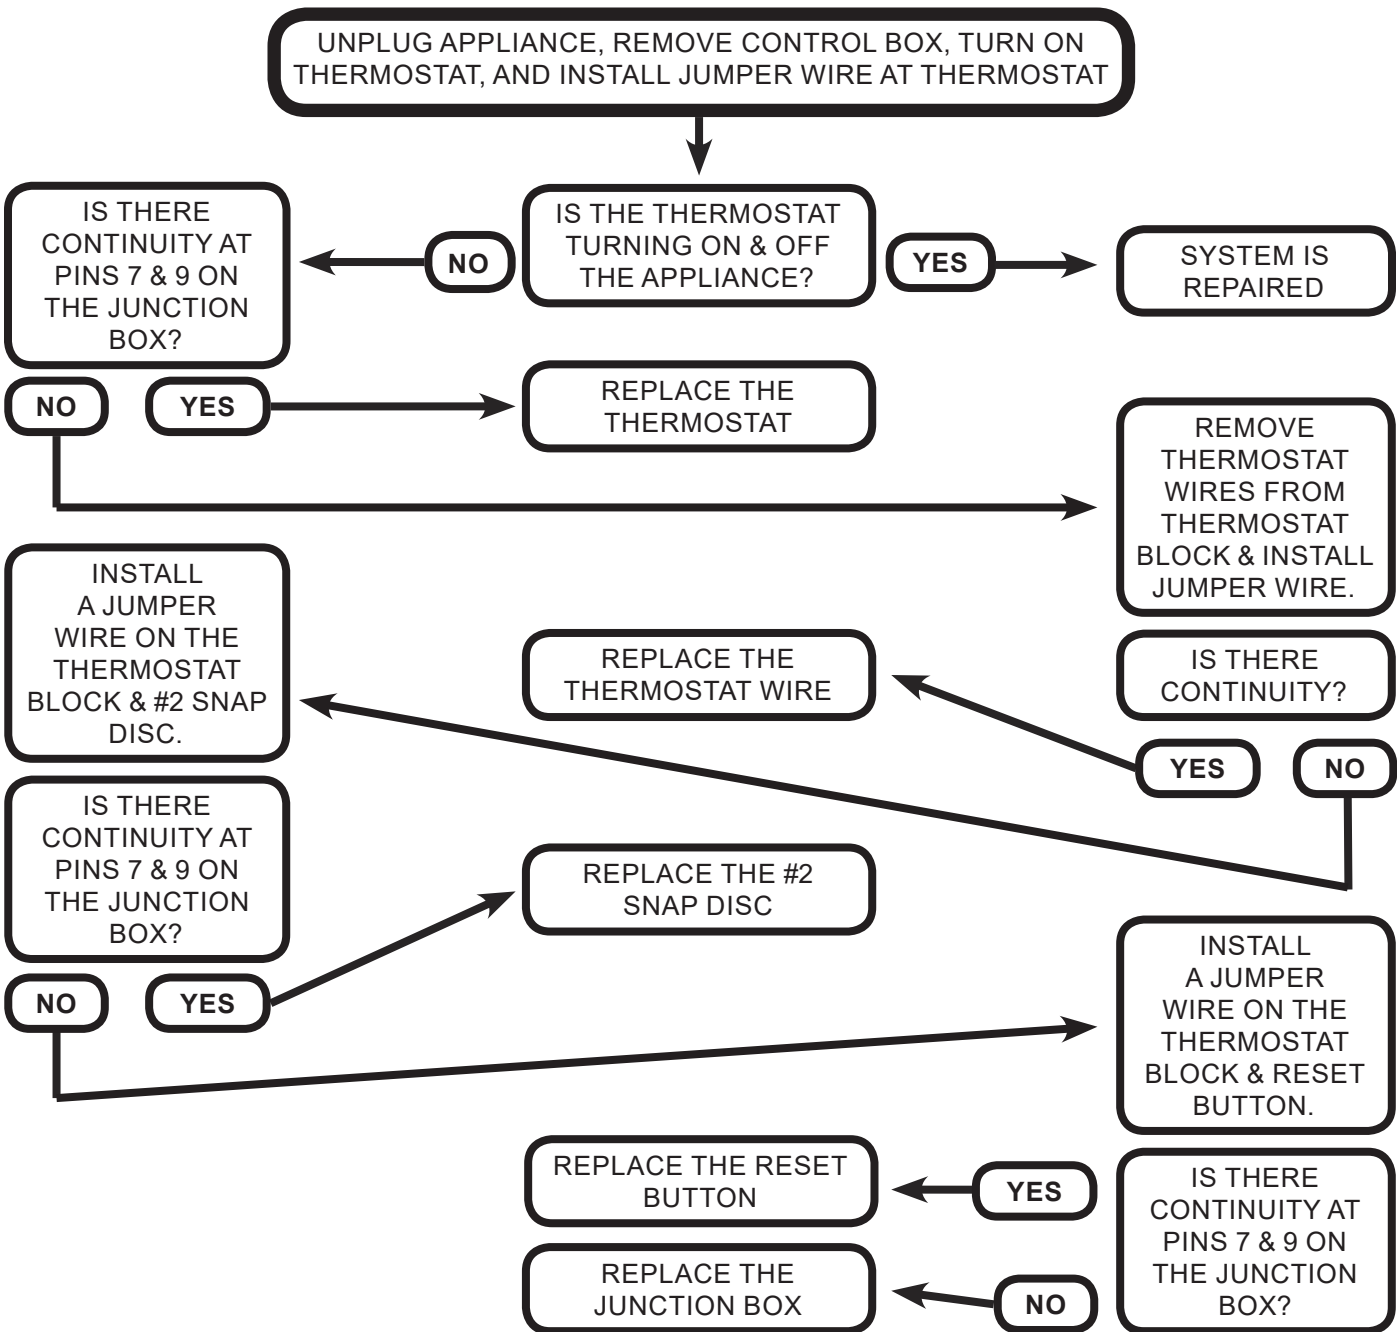 UNPLUG APPLIANCE, REMOVE CONTROL BOX, TURN ON
THERMOSTAT, AND INSTALL JUMPER WIRE AT THERMOSTAT
IS THE THERMOSTAT
TURNING ON & OFF
THE APPLIANCE?
YES
SYSTEM IS
REPAIRED
NO
IS THERE
CONTINUITY AT
PINS 7 & 9 ON
THE JUNCTION
BOX?
NO
YES
REPLACE THE
THERMOSTAT
REMOVE
THERMOSTAT
WIRES FROM
THERMOSTAT
BLOCK & INSTALL
JUMPER WIRE.
IS THERE
CONTINUITY?
YES
NO
REPLACE THE
THERMOSTAT WIRE
INSTALL
A JUMPER
WIRE ON THE
THERMOSTAT
BLOCK & #2 SNAP
DISC.
IS THERE
CONTINUITY AT
PINS 7 & 9 ON
THE JUNCTION
BOX?
NO
YES
REPLACE THE #2
SNAP DISC
INSTALL
A JUMPER
WIRE ON THE
THERMOSTAT
BLOCK & RESET
BUTTON.
IS THERE
CONTINUITY AT
PINS 7 & 9 ON
THE JUNCTION
BOX?
YES
REPLACE THE RESET
BUTTON
NO
REPLACE THE
JUNCTION BOX